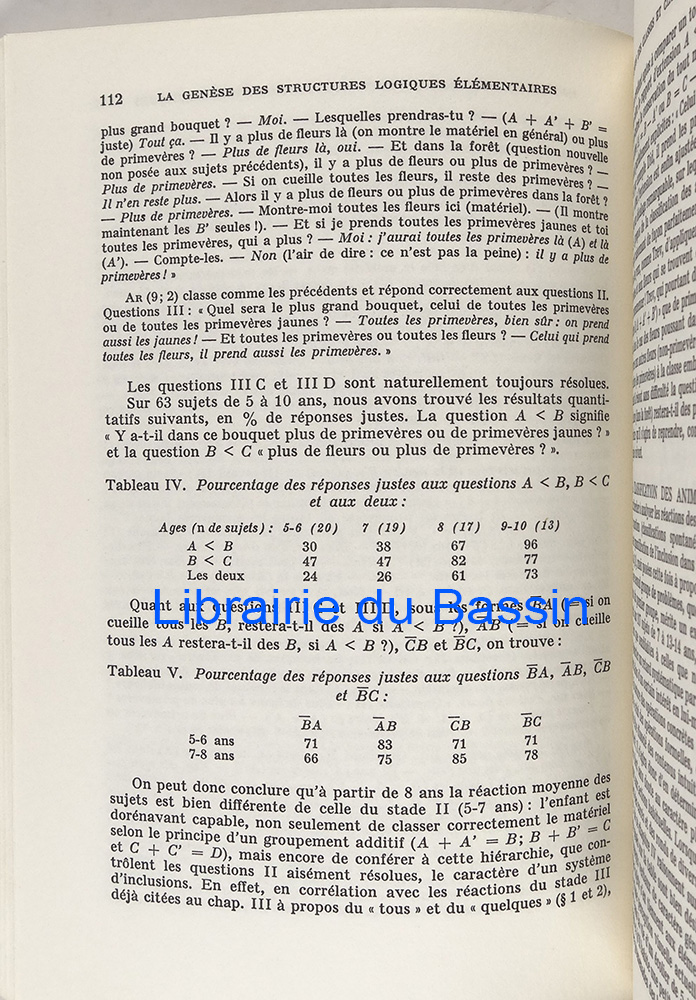 112 LA GENÈSE DES STRUCTURES LOGIQUES ÉLÉMENTAIRES
plus grand bouquet ? — Moi. — Lesquelles prendras-tu ? — (A + A' + B' =
juste) Tout ça. — Il y a plus de fleurs là (on montre le matériel en général) ou plus
de primevères ? — Plus de fleurs là, oui. — Et dans la forêt (question nouvelle
non posée aux sujets précédents), il y a plus de fleurs ou plus de primevères ? —
Plus de primevères. — Si on cueille toutes les fleurs, il reste des primevères ? —
Il n'en reste plus. — Alors il y a plus de fleurs ou plus de primevères dans la forêt ?
— Plus de primevères. — Montre-moi toutes les fleurs ici (matériel). — (Il montre
maintenant les B' seules !). — Et si je prends toutes les primevères jaunes et toi
toutes les primevères, qui a plus ? — Moi : j'aurai toutes les primevères là (A) et là
(A'). — Compte-les. — Non (l'air de dire : ce n'est pas la peine) : il y a plus de
primevères ! »
AR (9; 2) classe comme les précédents et répond correctement aux questions II.
Questions III : « Quel sera le plus grand bouquet, celui de toutes les primevères
ou de toutes les primevères jaunes ? — Toutes les primevères, bien sûr : on prend
aussi les jaunes ! — Et toutes les primevères ou toutes les fleurs ? — Celui qui prend
toutes les fleurs, il prend aussi les primevères. »
Les questions III C et III D sont naturellement toujours résolues.
Sur 63 sujets de 5 à 10 ans, nous avons trouvé les résultats quanti-
tatifs suivants, en % de réponses justes. La question A < B signifie
« Y a-t-il dans ce bouquet plus de primevères ou de primevères jaunes ? »
et la question B < C « plus de fleurs ou plus de primevères ? ».
Tableau IV. Pourcentage des réponses justes aux questions A < B, B < C
et aux deux :
Ages (n de sujets) : 5-6 (20) 7 (19) 8 (17) 9-10 (13)
A < B 30 38 67 96
B < C 47 47 82 77
Les deux 24 26 61 73
Librairie du Bassin
Quant aux questions III et III D, sous les formes B̅A (= si on
cueille tous les B, restera-t-il des A si A < B ?), A̅B (= si on cueille
tous les A restera-t-il des B, si A < B ?), C̅B et B̅C, on trouve :
Tableau V. Pourcentage des réponses justes aux questions B̅A, A̅B, C̅B
et B̅C :
B̅A A̅B C̅B B̅C
5-6 ans 71 83 71 71
7-8 ans 66 75 85 78
On peut donc conclure qu'à partir de 8 ans la réaction moyenne des
sujets est bien différente de celle du stade II (5-7 ans) : l'enfant est
dorénavant capable, non seulement de classer correctement le matériel
selon le principe d'un groupement additif (A + A' = B; B + B' = C
et C + C' = D), mais encore de conférer à cette hiérarchie, que con-
trôlent les questions II aisément résolues, le caractère d'un système
d'inclusions. En effet, en corrélation avec les réactions du stade III
déjà citées au chap. III à propos du « tous » et du « quelques » (§ 1 et 2),